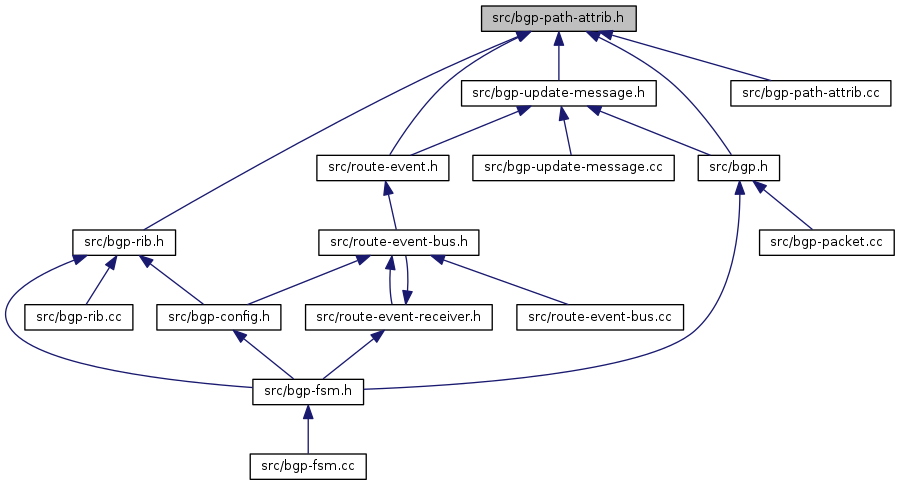 src/bgp-path-attrib.h
src/bgp-update-message.h
src/bgp-path-attrib.cc
src/route-event.h
src/bgp-update-message.cc
src/bgp.h
src/bgp-rib.h
src/route-event-bus.h
src/bgp-packet.cc
src/bgp-rib.cc
src/bgp-config.h
src/route-event-receiver.h
src/route-event-bus.cc
src/bgp-fsm.h
src/bgp-fsm.cc